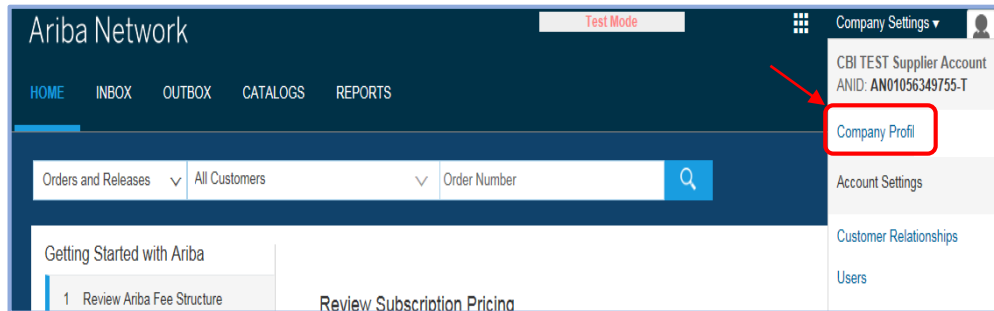 Ariba Network
Test Mode
Company Settings ▾
CBI TEST Supplier Account
ANID: AN01056349755-T
HOME INBOX OUTBOX CATALOGS REPORTS
Company Profil
Orders and Releases All Customers Order Number
Account Settings
Customer Relationships
Getting Started with Ariba
Users
1 Review Ariba Fee Structure
Review Subscription Pricing